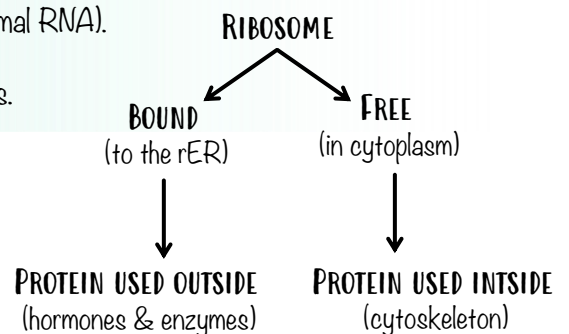 mal RNA).
RIBOSOME
s.
BOUND
FREE
(to the rER)
(in cytoplasm)
PROTEIN USED OUTSIDE
PROTEIN USED INTSIDE
(hormones & enzymes)
(cytoskeleton)